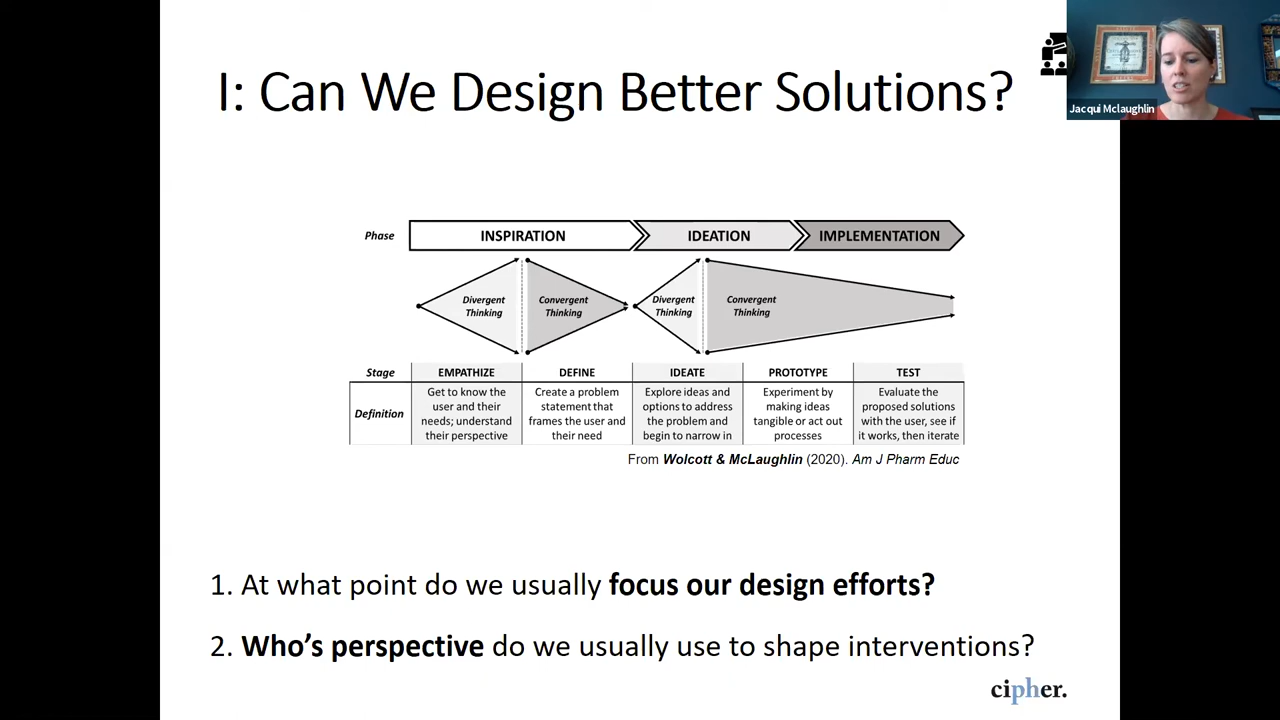 I: Can We Design Better Solutions?
Jacqui Mclaughlin
Phase
INSPIRATION
IDEATION
IMPLEMENTATION
Divergent
Thinking
Convergent
Thinking
Divergent
Thinking
Convergent
Thinking
Stage
EMPATHIZE
DEFINE
IDEATE
PROTOTYPE
TEST
Definition
Get to know the
user and their
needs; understand
their perspective
Create a problem
statement that
frames the user and
their need
Explore ideas and
options to address
the problem and
begin to narrow in
Experiment by
making ideas
tangible or act out
processes
Evaluate the
proposed solutions
with the user, see if
it works, then iterate
From Wolcott & McLaughlin (2020). Am J Pharm Educ
1. At what point do we usually focus our design efforts?
2. Who's perspective do we usually use to shape interventions?
cipher.